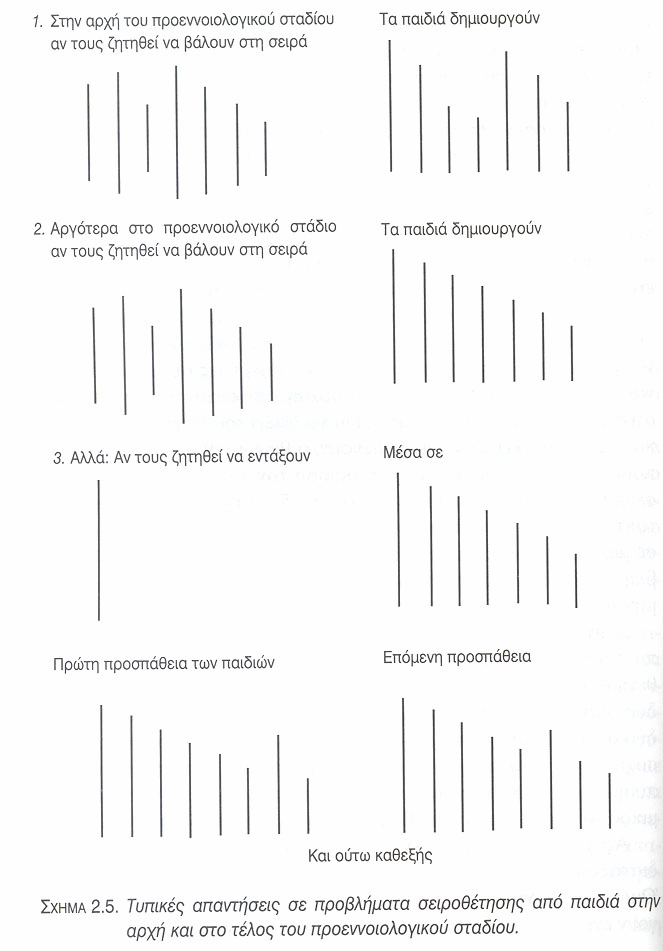 1. Στην αρχή του προεννοιολογικού σταδίου
αν τους ζητηθεί να βάλουν στη σειρά
Τα παιδιά δημιουργούν
2. Αργότερα στο προεννοιολογικό στάδιο
αν τους ζητηθεί να βάλουν στη σειρά
Τα παιδιά δημιουργούν
3. Αλλά: Αν τους ζητηθεί να εντάξουν
Μέσα σε
Πρώτη προσπάθεια των παιδιών
Επόμενη προσπάθεια
Και ούτω καθεξής
ΣΧΗΜΑ 2.5. Τυπικές απαντήσεις σε προβλήματα σειροθέτησης από παιδιά στην
αρχή και στο τέλος του προεννοιολογικού σταδίου.